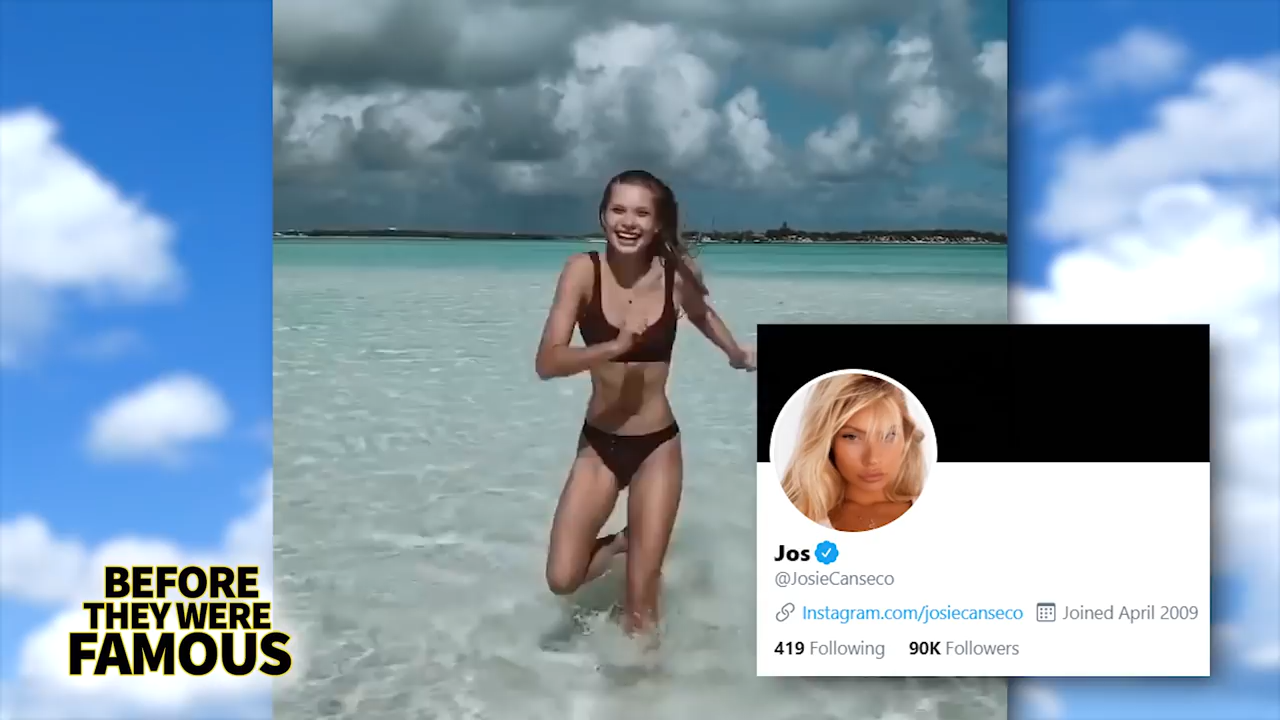 BEFORE
THEY WERE
FAMOUS
Jos
@JosieCanseco
Instagram.com/josiecanseco Joined April 2009
419 Following 90K Followers